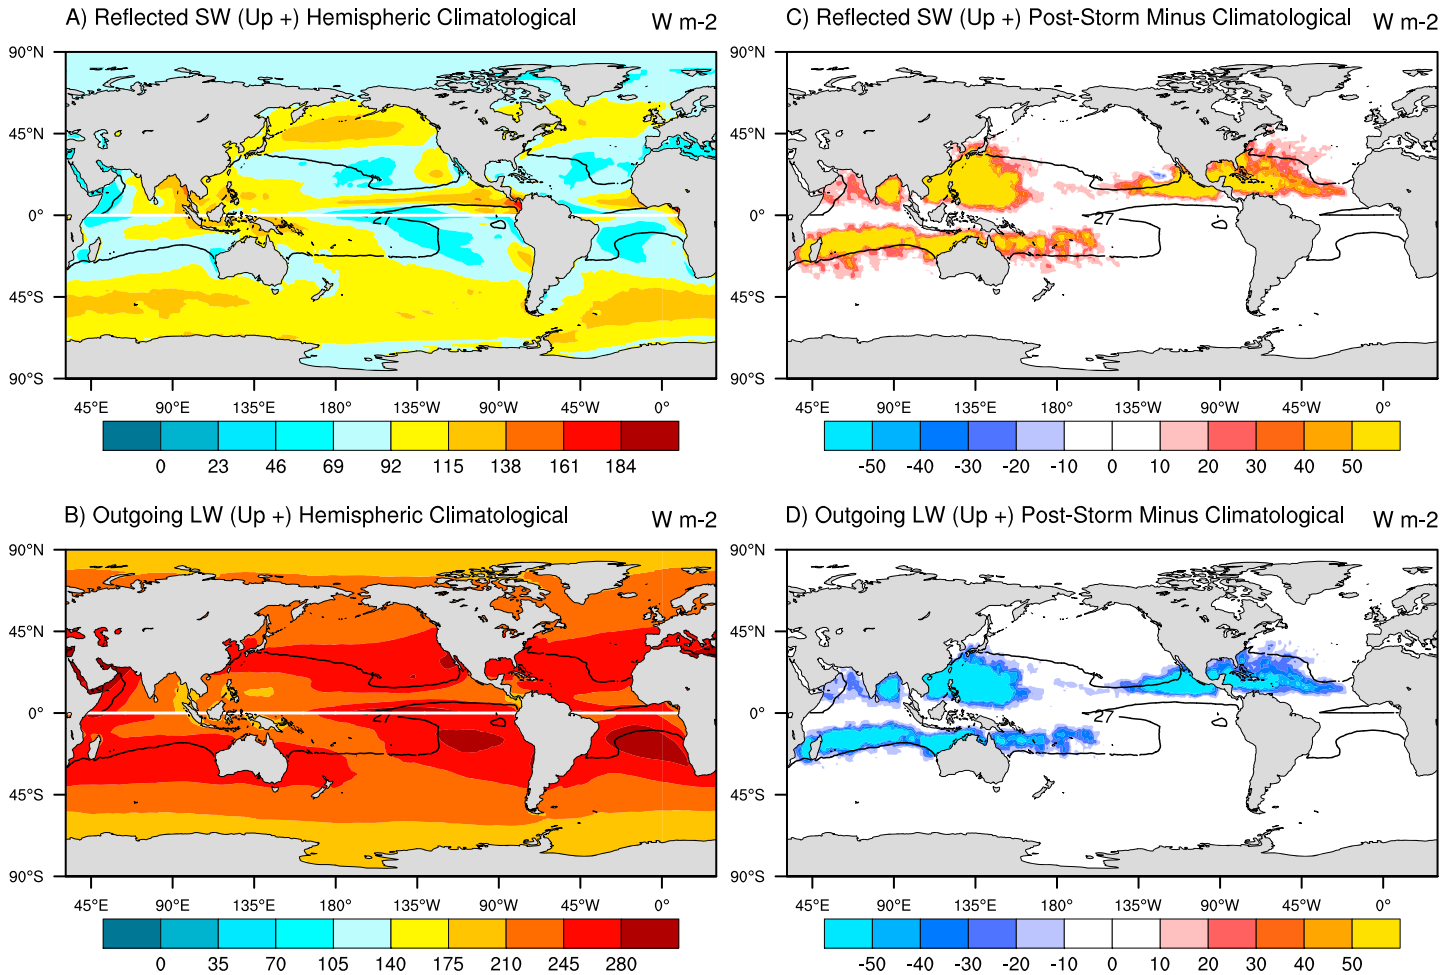 A) Reflected SW (Up +) Hemispheric Climatological W m-2
90°N
45°N
0°
45°S
90°S
27
45°E 90°E 135°E 180° 135°W 90°W 45°W 0°
0 23 46 69 92 115 138 161 184
C) Reflected SW (Up +) Post-Storm Minus Climatological W m-2
90°N
45°N
0°
45°S
90°S
27
45°E 90°E 135°E 180° 135°W 90°W 45°W 0°
-50 -40 -30 -20 -10 0 10 20 30 40 50
B) Outgoing LW (Up +) Hemispheric Climatological W m-2
90°N
45°N
0°
45°S
90°S
27
45°E 90°E 135°E 180° 135°W 90°W 45°W 0°
0 35 70 105 140 175 210 245 280
D) Outgoing LW (Up +) Post-Storm Minus Climatological W m-2
90°N
45°N
0°
45°S
90°S
27
45°E 90°E 135°E 180° 135°W 90°W 45°W 0°
-50 -40 -30 -20 -10 0 10 20 30 40 50